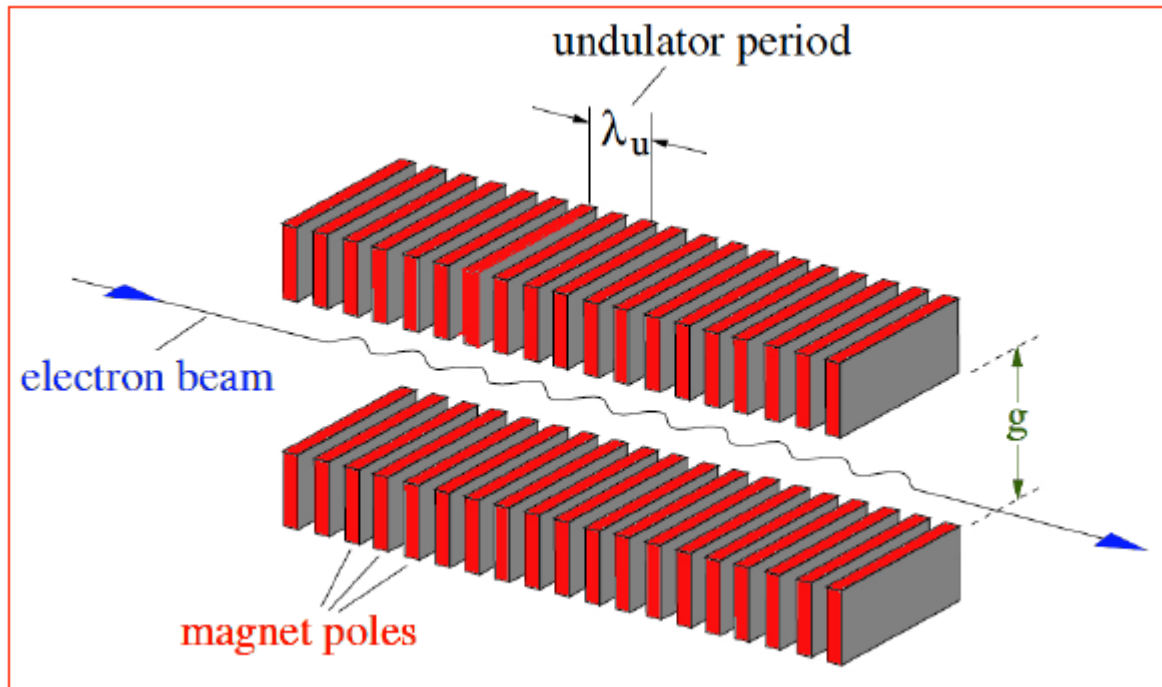 undulator period
λu
electron beam
g
magnet poles